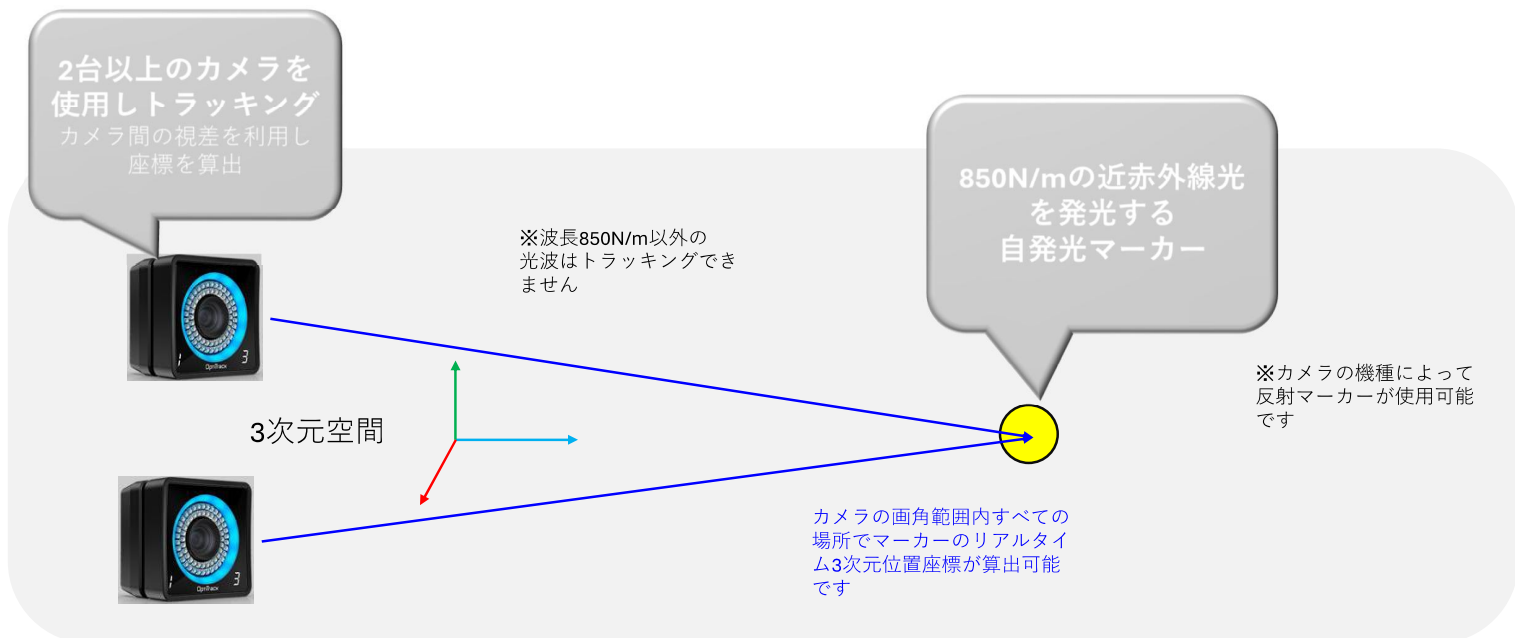 2台以上のカメラを
使用しトラッキング
カメラ間の視差を利用し
座標を算出
850N/mの近赤外線光
を発光する
自発光マーカー
※波長850N/m以外の
光波はトラッキングでき
ません
1 3
OptiTrack
※カメラの機種によって
反射マーカーが使用可能
です
3次元空間
1 3
OptiTrack
カメラの画角範囲内すべての
場所でマーカーのリアルタイ
ム3次元位置座標が算出可能
です